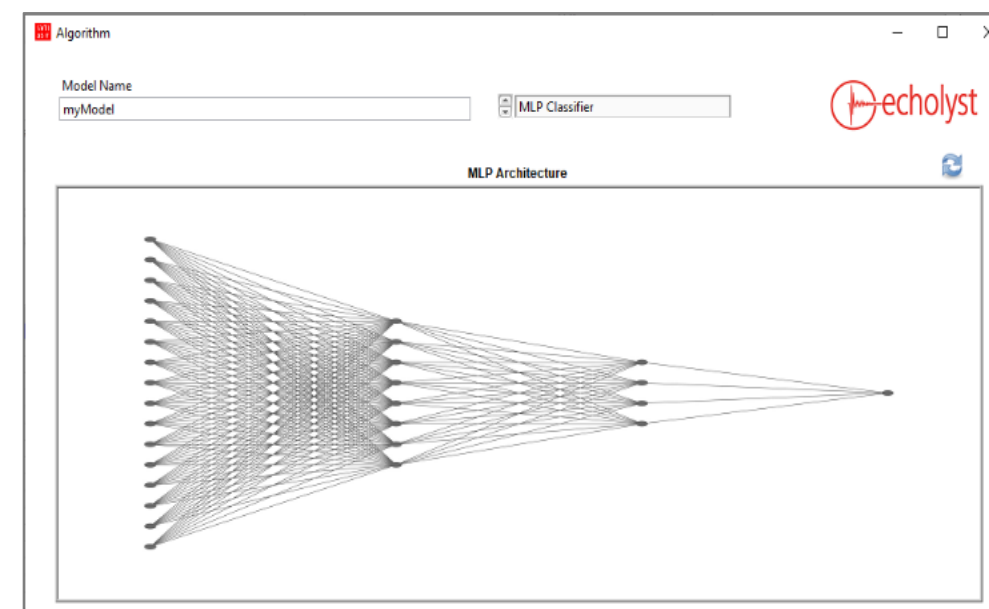 Algorithm
Model Name
myModel
MLP Classifier
echolyst
MLP Architecture